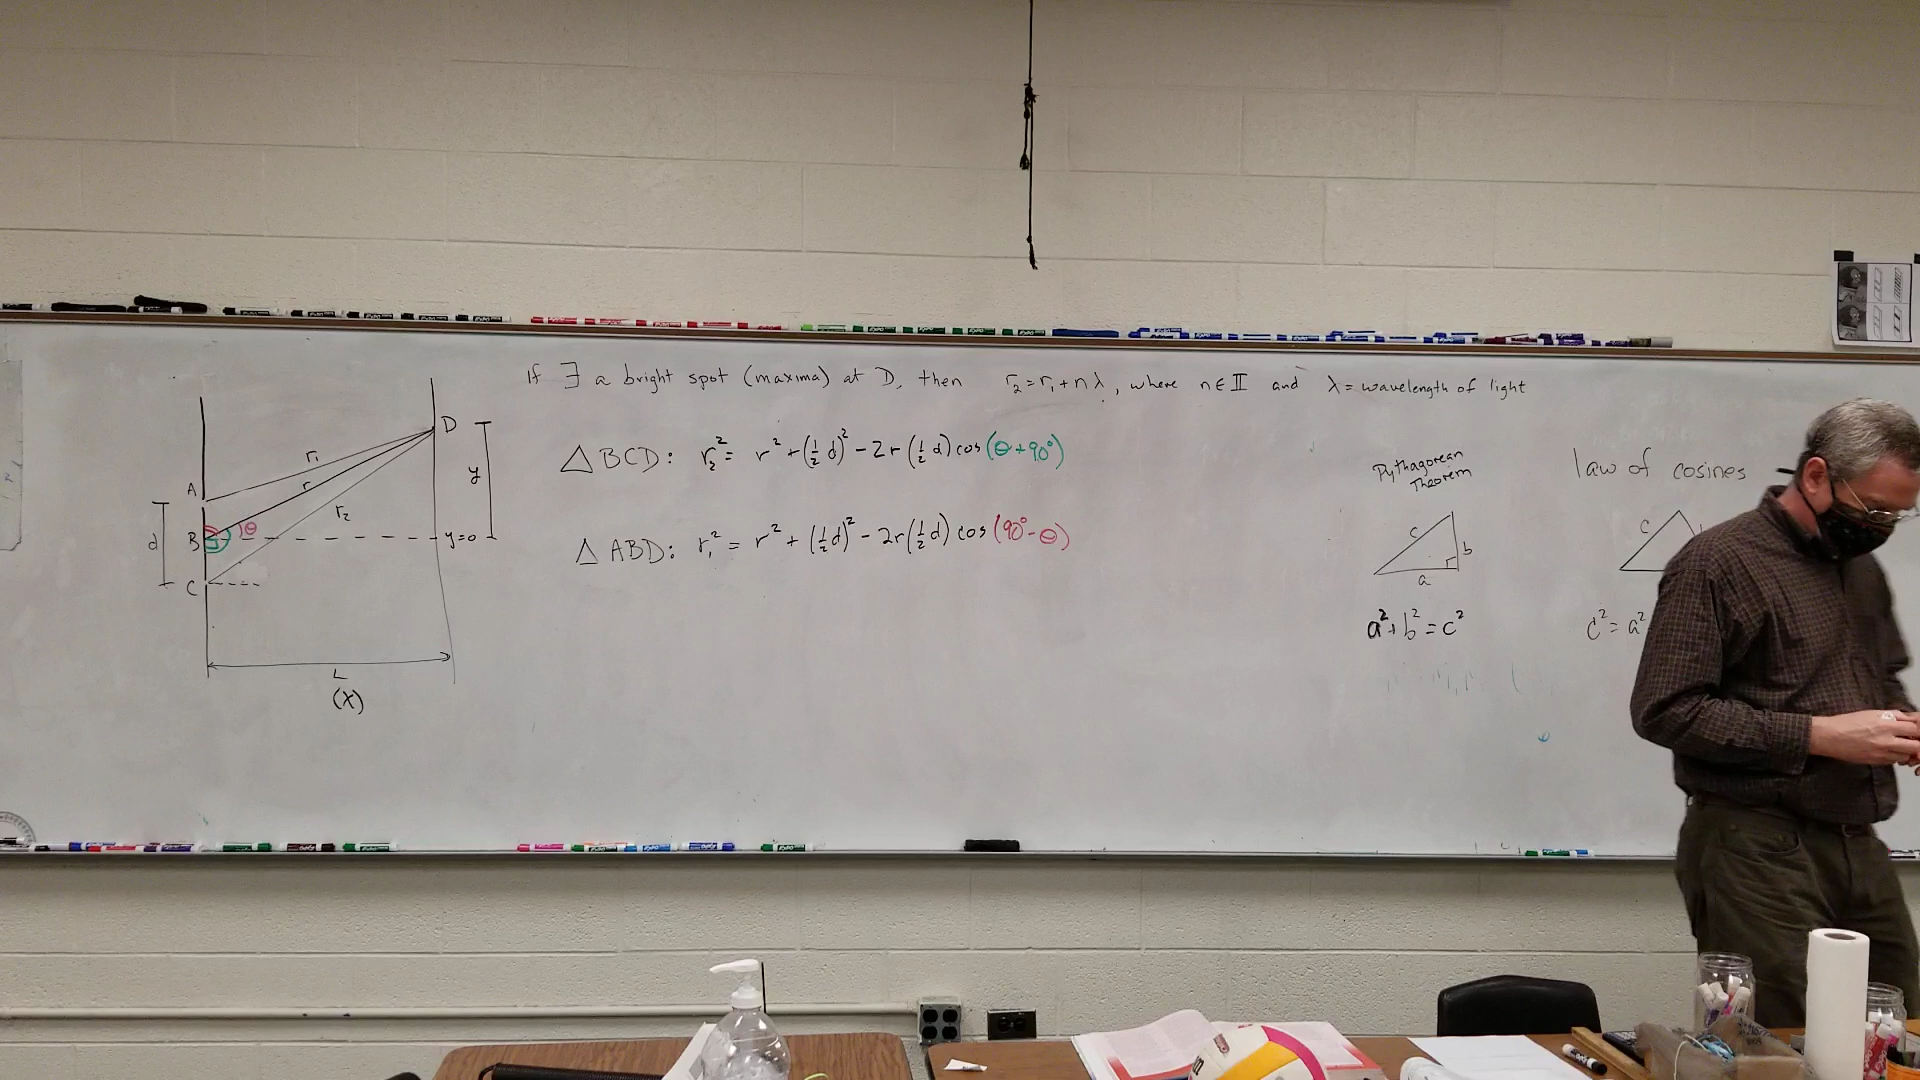 If ∃ a bright spot (maxima) at D, then r₂=r₁+nλ, where n∈𝕀 and λ=wavelength of light
△BCD: r₂² = r²+(½d)²−2r(½d)cos(θ+90°)
△ABD: r₁² = r²+(½d)²−2r(½d)cos(90°−θ)
D
r₁
y
r
A
r₂
θ
d
B
y=0
C
L
(X)
Pythagorean
Theorem
c
b
a
a²+b²=c²
law of cosines
c
c²=a²
EXPO